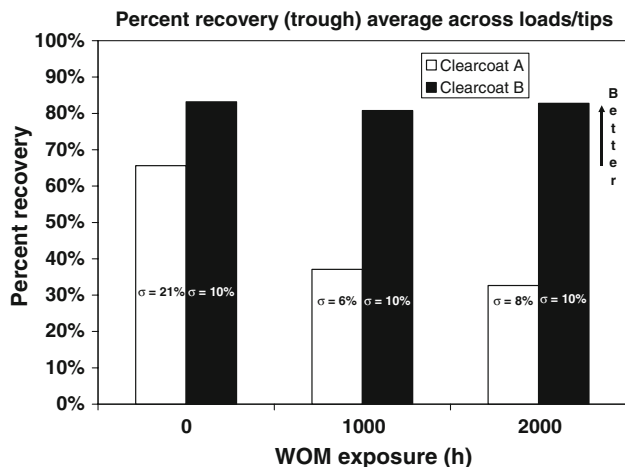 Percent recovery (trough) average across loads/tips
100%
90%
80%
70%
60%
50%
40%
30%
20%
10%
0%
Percent recovery
Clearcoat A
Clearcoat B
Better
σ = 21%
σ = 10%
σ = 6%
σ = 10%
σ = 8%
σ = 10%
0
1000
2000
WOM exposure (h)